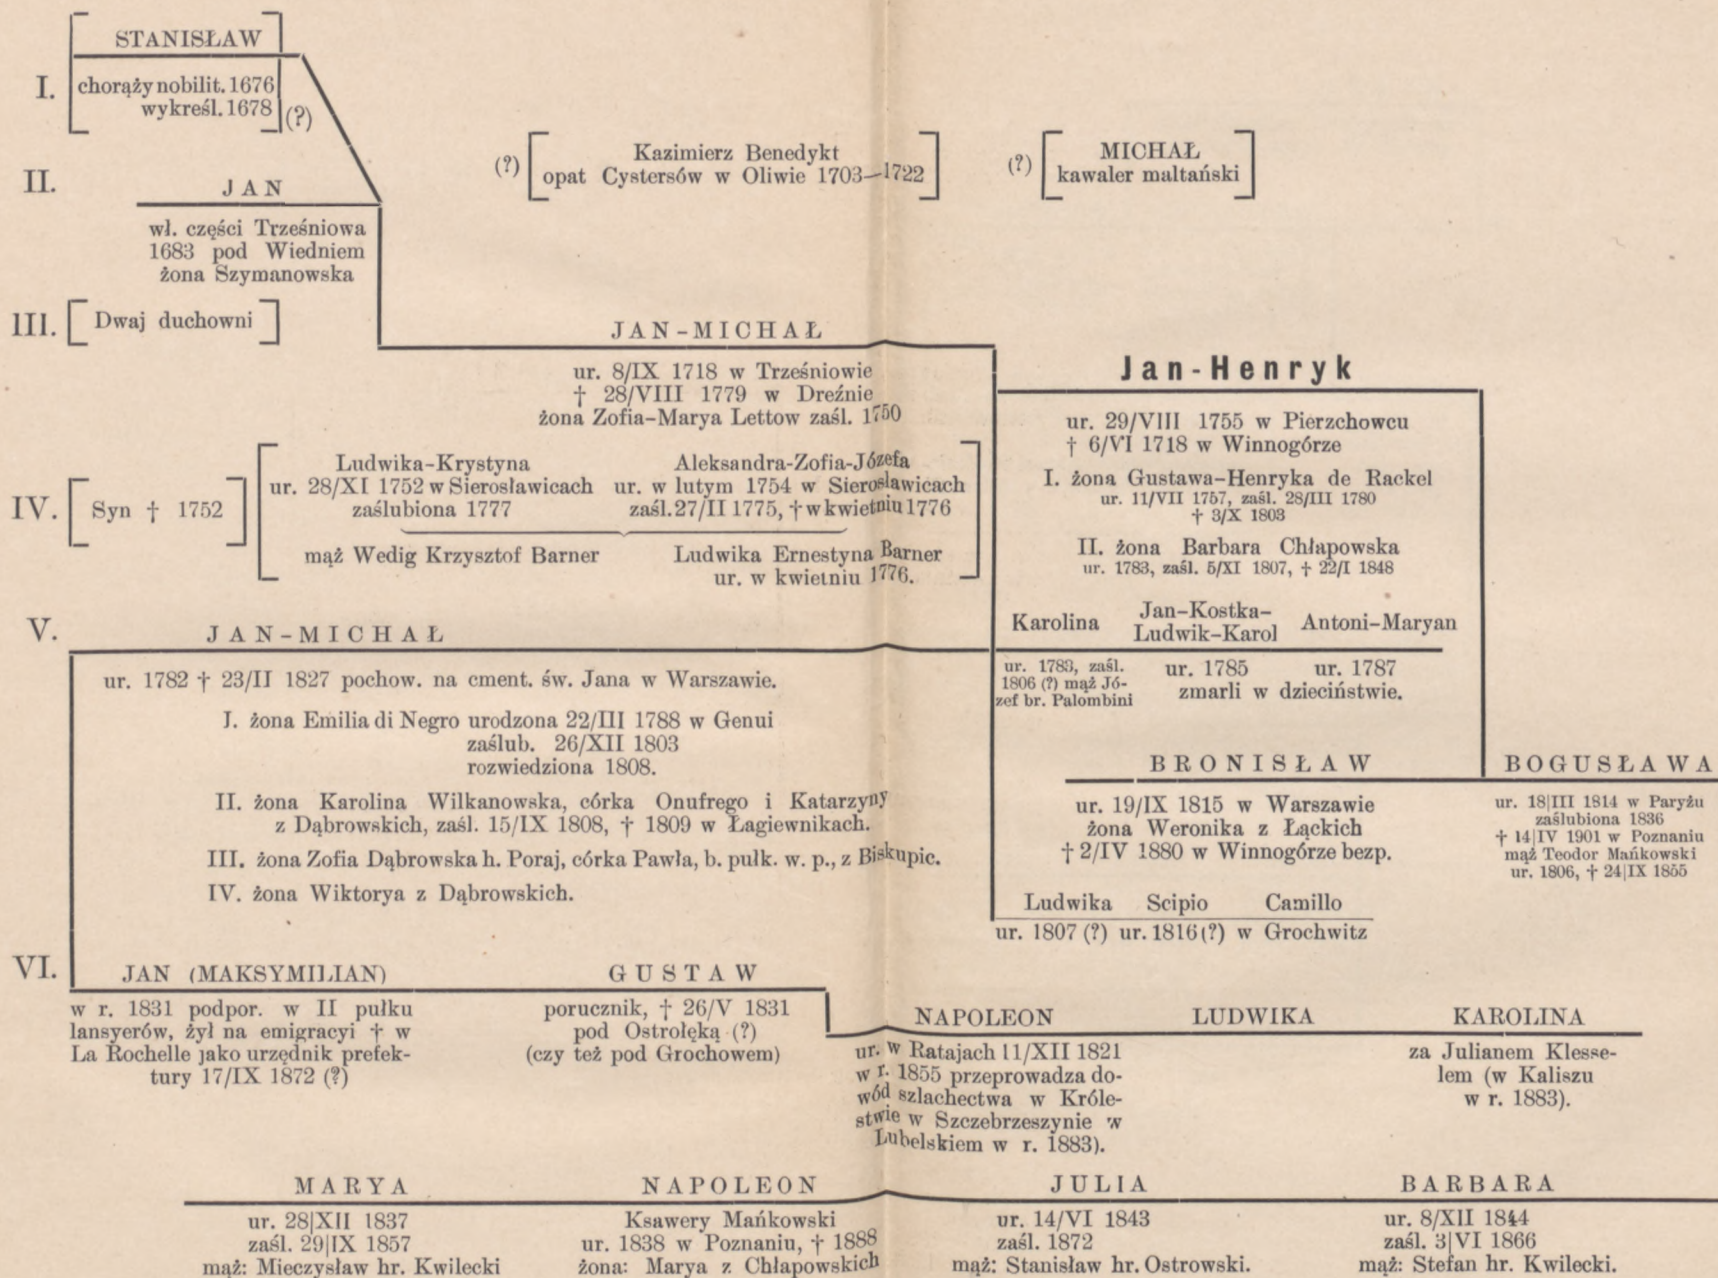 STANISŁAW
I.
chorąży nobilit. 1676
wykreśl. 1678
(?)
II.
JAN
(?)
Kazimierz Benedykt
opat Cystersów w Oliwie 1703—1722
(?)
MICHAŁ
kawaler maltański
wł. części Trześniowa
1683 pod Wiedniem
żona Szymanowska
III.
Dwaj duchowni
JAN-MICHAŁ
ur. 8/IX 1718 w Trześniowie
† 28/VIII 1779 w Dreźnie
żona Zofia-Marya Lettow zaśl. 1750
Jan-Henryk
ur. 29/VIII 1755 w Pierzchowcu
† 6/VI 1718 w Winnogórze
I. żona Gustawa-Henryka de Rackel
ur. 11/VII 1757, zaśl. 28/III 1780
† 3/X 1803
II. żona Barbara Chłapowska
ur. 1783, zaśl. 5/XI 1807, † 22/I 1848
IV.
Syn † 1752
Ludwika-Krystyna
ur. 28/XI 1752 w Sierosławicach
zaślubiona 1777
Aleksandra-Zofia-Józefa
ur. w lutym 1754 w Sierosławicach
zaśl. 27/II 1775, † w kwietniu 1776
mąż Wedig Krzysztof Barner
Ludwika Ernestyna Barner
ur. w kwietniu 1776.
V.
JAN-MICHAŁ
Karolina
Jan-Kostka-
Ludwik-Karol
Antoni-Maryan
ur. 1783, zaśl.
1806 (?) mąż Jó-
zef br. Palombini
ur. 1785
ur. 1787
zmarli w dzieciństwie.
ur. 1782 † 23/II 1827 pochow. na cment. św. Jana w Warszawie.
I. żona Emilia di Negro urodzona 22/III 1788 w Genui
zaślub. 26/XII 1803
rozwiedziona 1808.
II. żona Karolina Wilkanowska, córka Onufrego i Katarzyny
z Dąbrowskich, zaśl. 15/IX 1808, † 1809 w Łagiewnikach.
III. żona Zofia Dąbrowska h. Poraj, córka Pawła, b. pułk. w. p., z Biskupic.
IV. żona Wiktorya z Dąbrowskich.
BRONISŁAW
ur. 19/IX 1815 w Warszawie
żona Weronika z Łąckich
† 2/IV 1880 w Winnogórze bezp.
BOGUSŁAWA
ur. 18|III 1814 w Paryżu
zaślubiona 1836
† 14|IV 1901 w Poznaniu
mąż Teodor Mańkowski
ur. 1806, † 24|IX 1855
Ludwika Scipio Camillo
ur. 1807 (?) ur. 1816 (?) w Grochwitz
VI.
JAN (MAKSYMILIAN)
w r. 1831 podpor. w II pułku
lansyerów, żył na emigracyi † w
La Rochelle jako urzędnik prefek-
tury 17/IX 1872 (?)
GUSTAW
porucznik, † 26/V 1831
pod Ostrołęką (?)
(czy też pod Grochowem)
NAPOLEON
LUDWIKA
KAROLINA
ur. w Ratajach 11/XII 1821
w r. 1855 przeprowadza do-
wód szlachectwa w Króle-
stwie w Szczebrzeszynie w
Lubelskiem w r. 1883).
za Julianem Klesse-
lem (w Kaliszu
w r. 1883).
MARYA
NAPOLEON
JULIA
BARBARA
ur. 28|XII 1837
zaśl. 29|IX 1857
mąż: Mieczysław hr. Kwilecki
Ksawery Mańkowski
ur. 1838 w Poznaniu, † 1888
żona: Marya z Chłapowskich
ur. 14/VI 1843
zaśl. 1872
mąż: Stanisław hr. Ostrowski.
ur. 8/XII 1844
zaśl. 3|VI 1866
mąż: Stefan hr. Kwilecki.